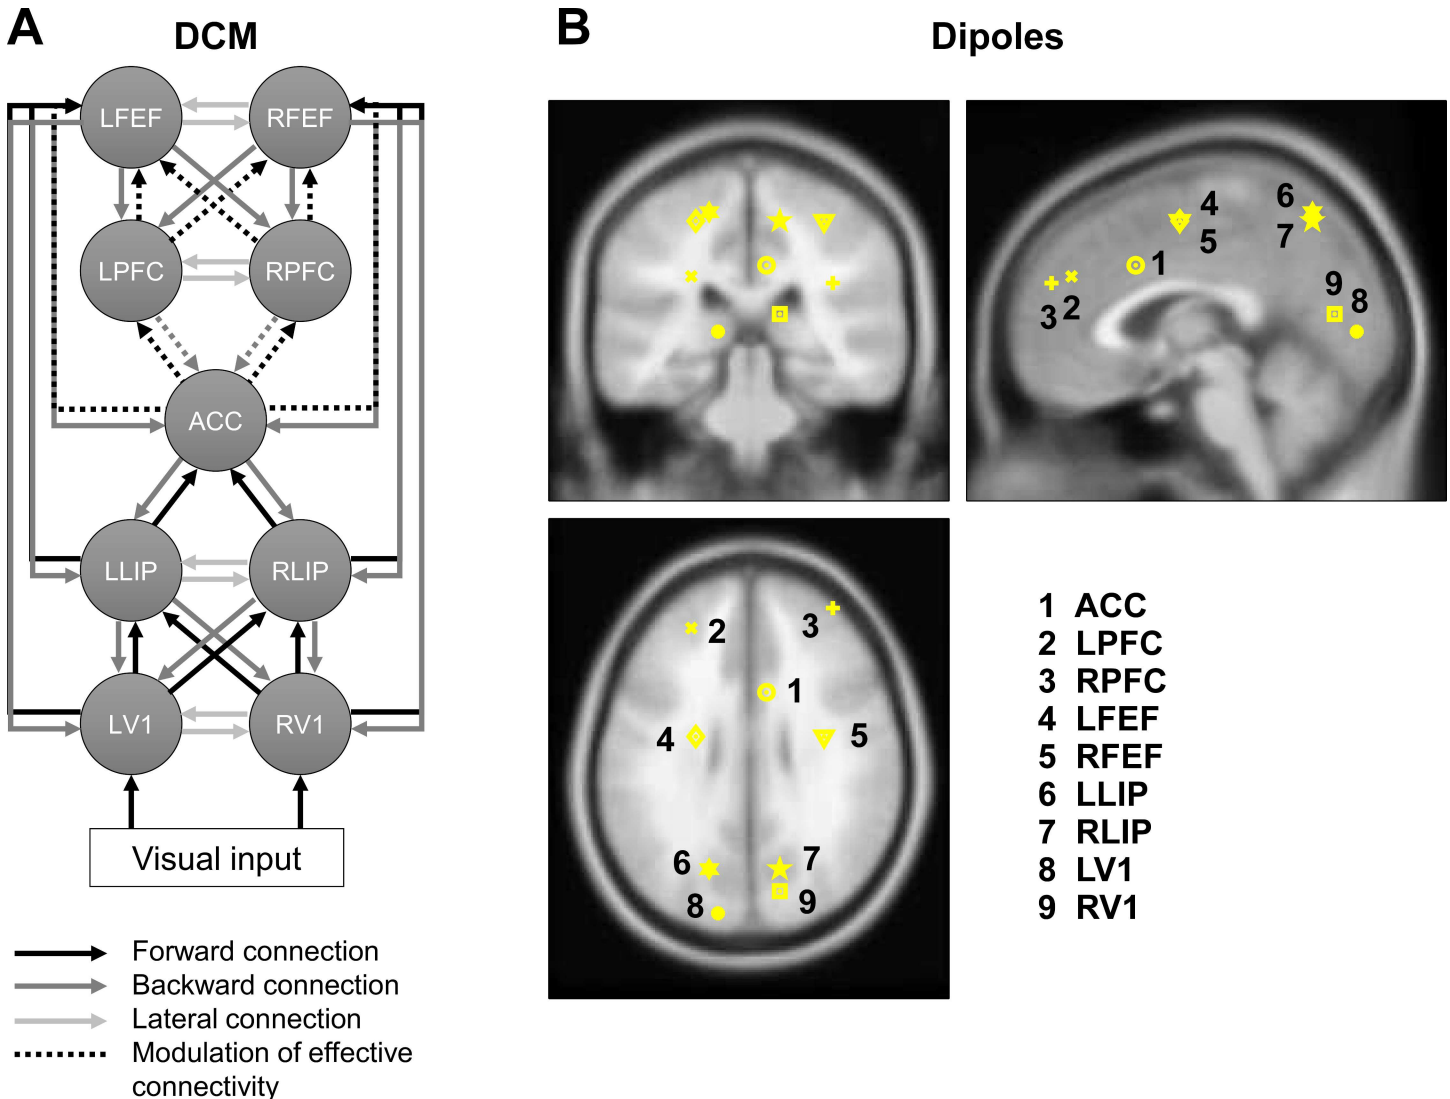 A
DCM
LFEF
RFEF
LPFC
RPFC
ACC
LLIP
RLIP
LV1
RV1
Visual input
Forward connection
Backward connection
Lateral connection
Modulation of effective
connectivity
B
Dipoles
4
5
6
7
1
3
2
9
8
2
3
1
4
5
6
7
8
9
1 ACC
2 LPFC
3 RPFC
4 LFEF
5 RFEF
6 LLIP
7 RLIP
8 LV1
9 RV1